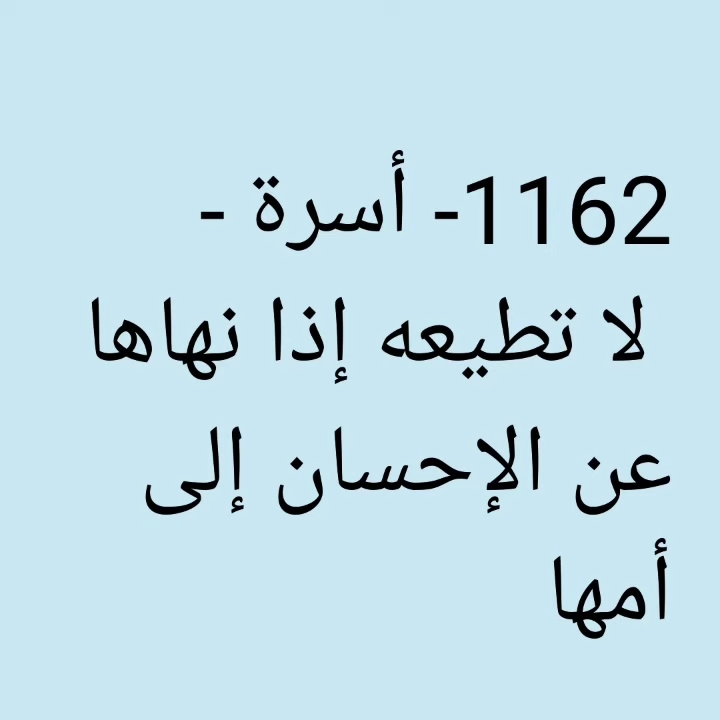 1162- أسرة -
لا تطيعه إذا نهاها
عن الإحسان إلى
أمها